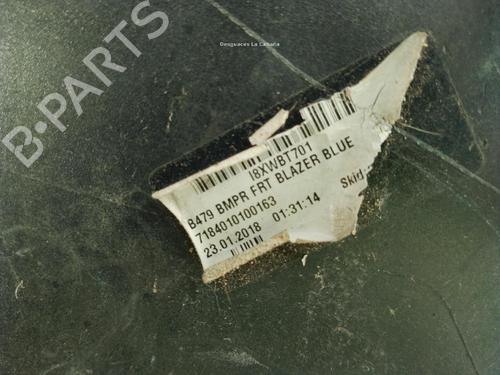 Desguaces La Cabaña
B-PARTS
I8XWBT701
B479 BMPR FRT BLAZER BLUE
7184010100163
23.01.2018 01:31:14
Skid